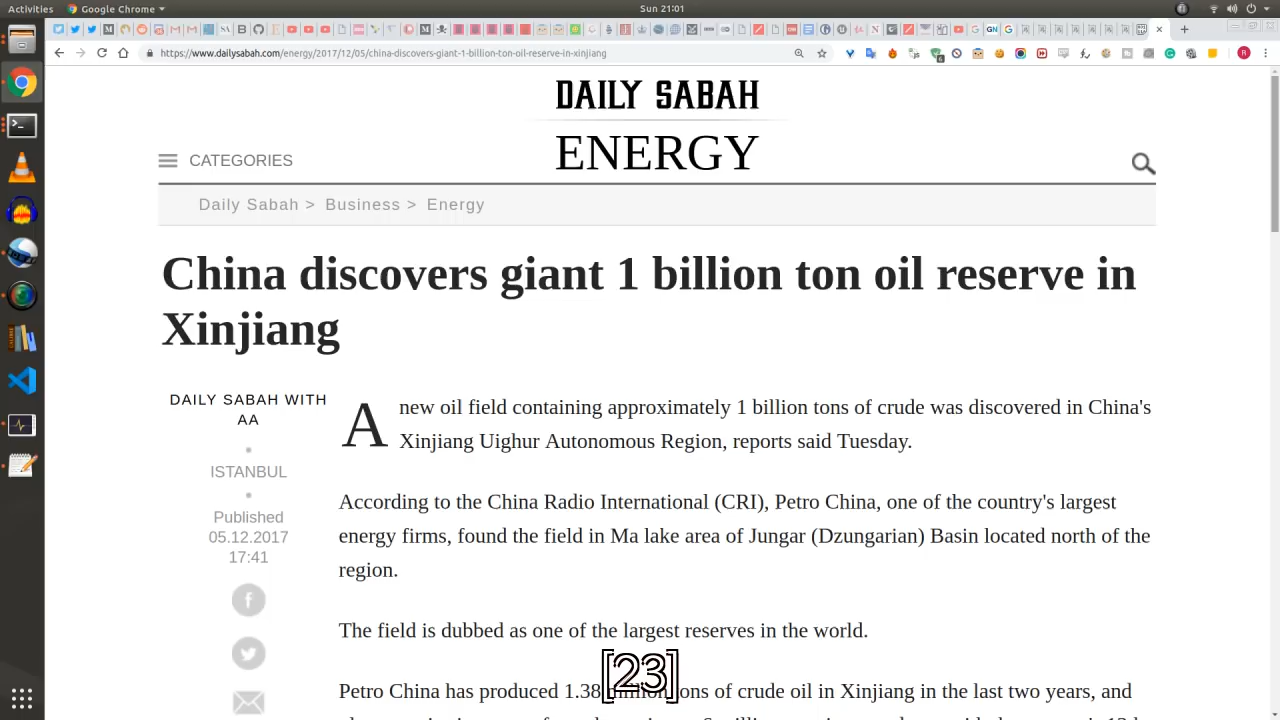 Activities
Google Chrome
Sun 21:01
https://www.dailysabah.com/energy/2017/12/05/china-discovers-giant-1-billion-ton-oil-reserve-in-xinjiang
DAILY SABAH
ENERGY
CATEGORIES
Daily Sabah > Business > Energy
China discovers giant 1 billion ton oil reserve in
Xinjiang
DAILY SABAH WITH
AA
ISTANBUL
Published
05.12.2017
17:41
A new oil field containing approximately 1 billion tons of crude was discovered in China's
Xinjiang Uighur Autonomous Region, reports said Tuesday.
According to the China Radio International (CRI), Petro China, one of the country's largest
energy firms, found the field in Ma lake area of Jungar (Dzungarian) Basin located north of the
region.
The field is dubbed as one of the largest reserves in the world.
[23]
Petro China has produced 1.38 million tons of crude oil in Xinjiang in the last two years, and